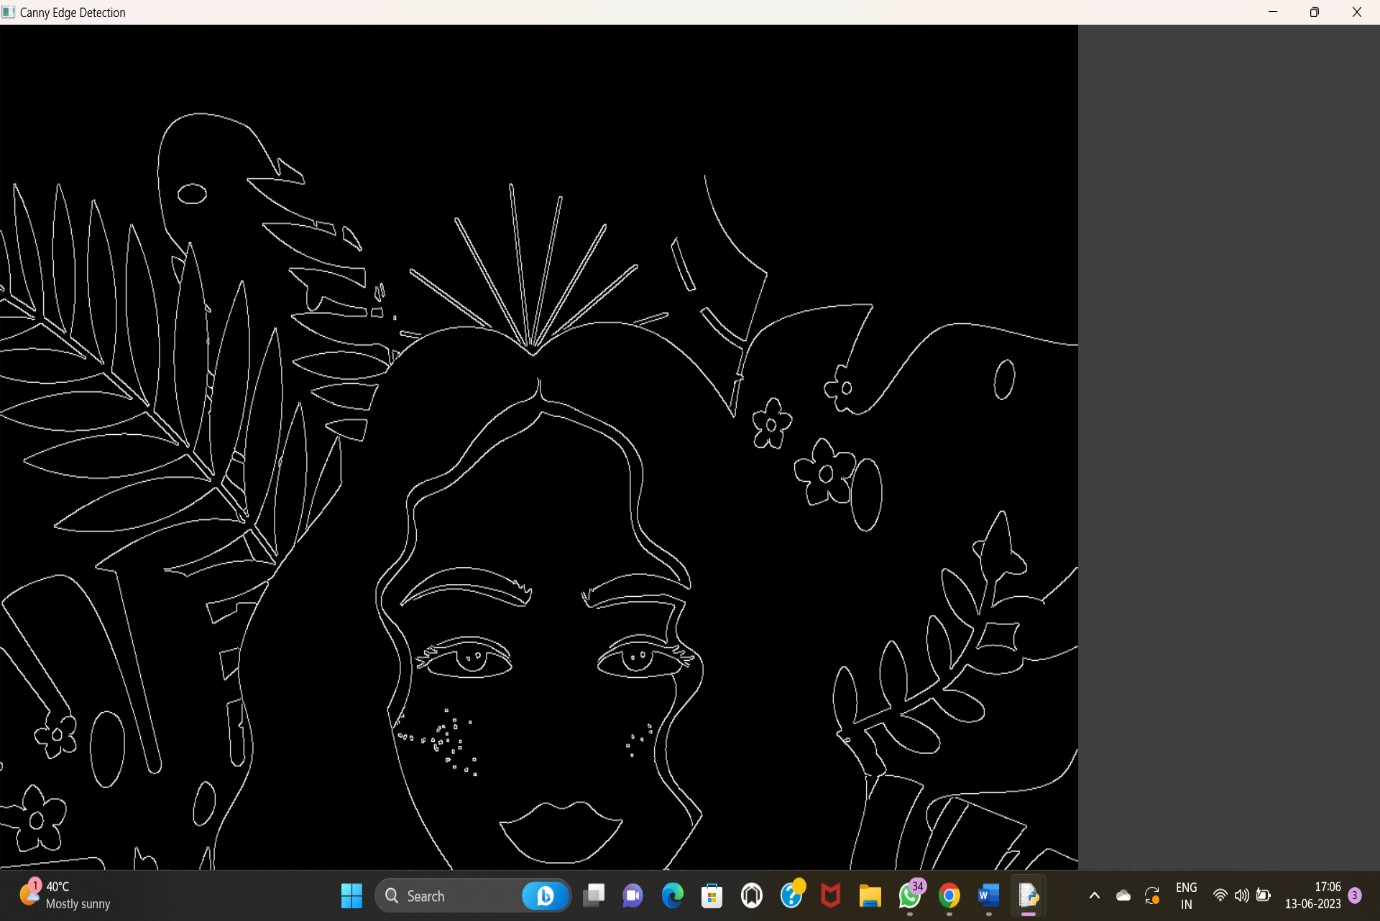 Canny Edge Detection
1
40°C
Mostly sunny
Search
34
ENG
IN
17:06
13-06-2023
3